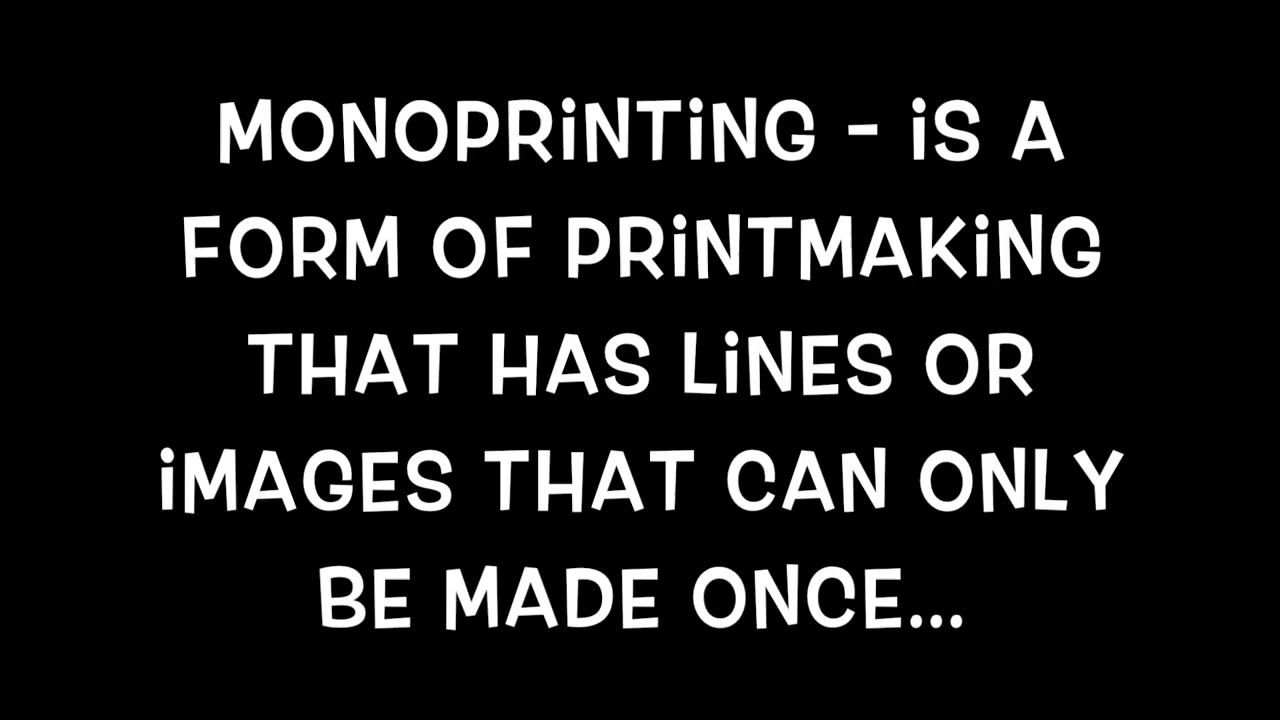 MONOPRiNTiNG - iS A
FORM OF PRiNTMAKiNG
THAT HAS LiNES OR
iMAGES THAT CAN ONLY
BE MADE ONCE...